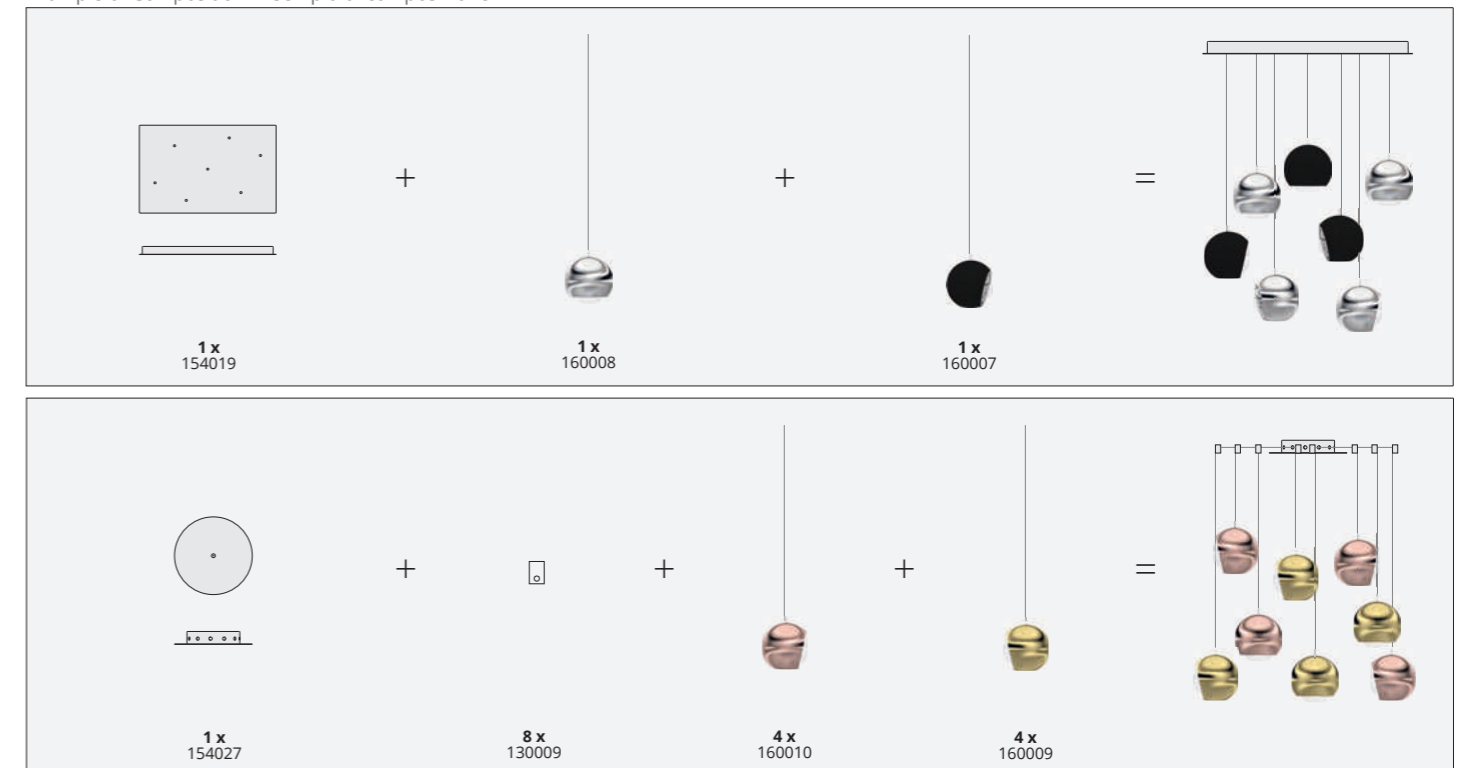 + + =
1 x 1 x 1 x
154019 160008 160007
+ + + =
1 x 8 x 4 x 4 x
154027 130009 160010 160009